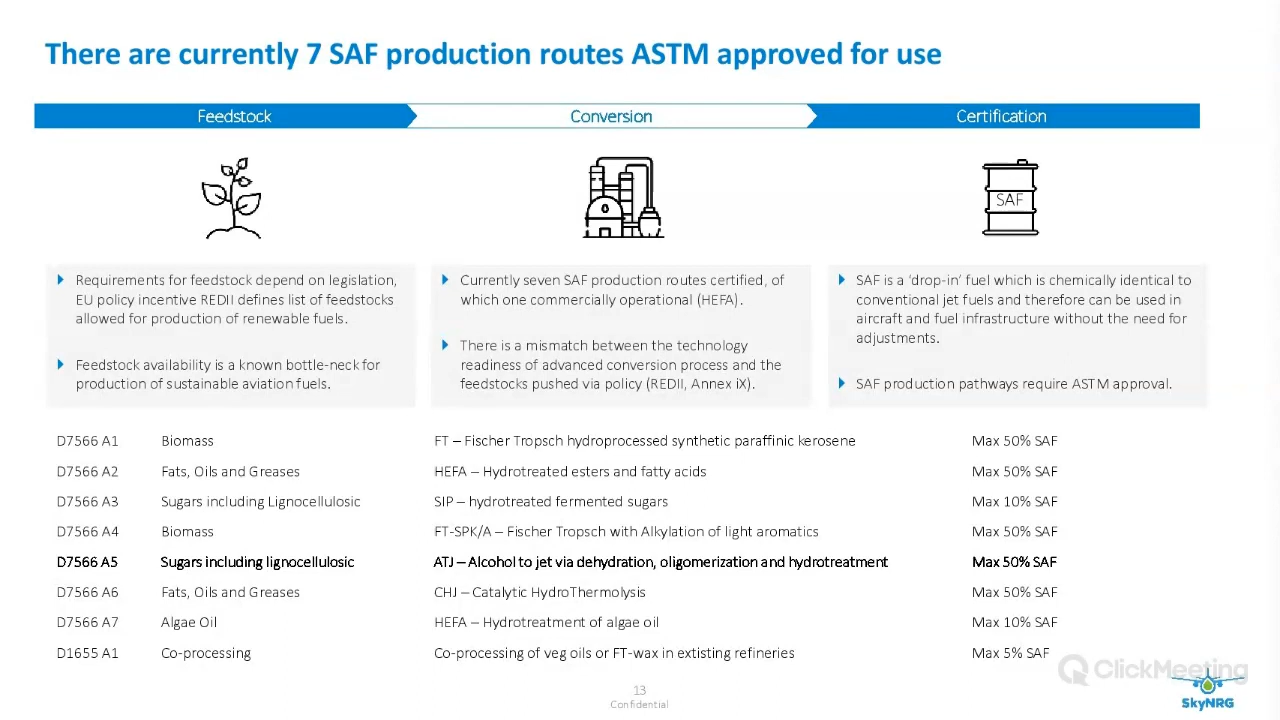 There are currently 7 SAF production routes ASTM approved for use
Feedstock
Conversion
Certification
SAF
Requirements for feedstock depend on legislation,
EU policy incentive REDII defines list of feedstocks
allowed for production of renewable fuels.
Feedstock availability is a known bottle-neck for
production of sustainable aviation fuels.
Currently seven SAF production routes certified, of
which one commercially operational (HEFA).
There is a mismatch between the technology
readiness of advanced conversion process and the
feedstocks pushed via policy (REDII, Annex iX).
SAF is a ‘drop-in’ fuel which is chemically identical to
conventional jet fuels and therefore can be used in
aircraft and fuel infrastructure without the need for
adjustments.
SAF production pathways require ASTM approval.
D7566 A1 Biomass FT – Fischer Tropsch hydroprocessed synthetic paraffinic kerosene Max 50% SAF
D7566 A2 Fats, Oils and Greases HEFA – Hydrotreated esters and fatty acids Max 50% SAF
D7566 A3 Sugars including Lignocellulosic SIP – hydrotreated fermented sugars Max 10% SAF
D7566 A4 Biomass FT-SPK/A – Fischer Tropsch with Alkylation of light aromatics Max 50% SAF
D7566 A5 Sugars including lignocellulosic ATJ – Alcohol to jet via dehydration, oligomerization and hydrotreatment Max 50% SAF
D7566 A6 Fats, Oils and Greases CHJ – Catalytic HydroThermolysis Max 50% SAF
D7566 A7 Algae Oil HEFA – Hydrotreatment of algae oil Max 10% SAF
D1655 A1 Co-processing Co-processing of veg oils or FT-wax in extisting refineries Max 5% SAF
ClickMeeting
13
Confidential
SkyNRG